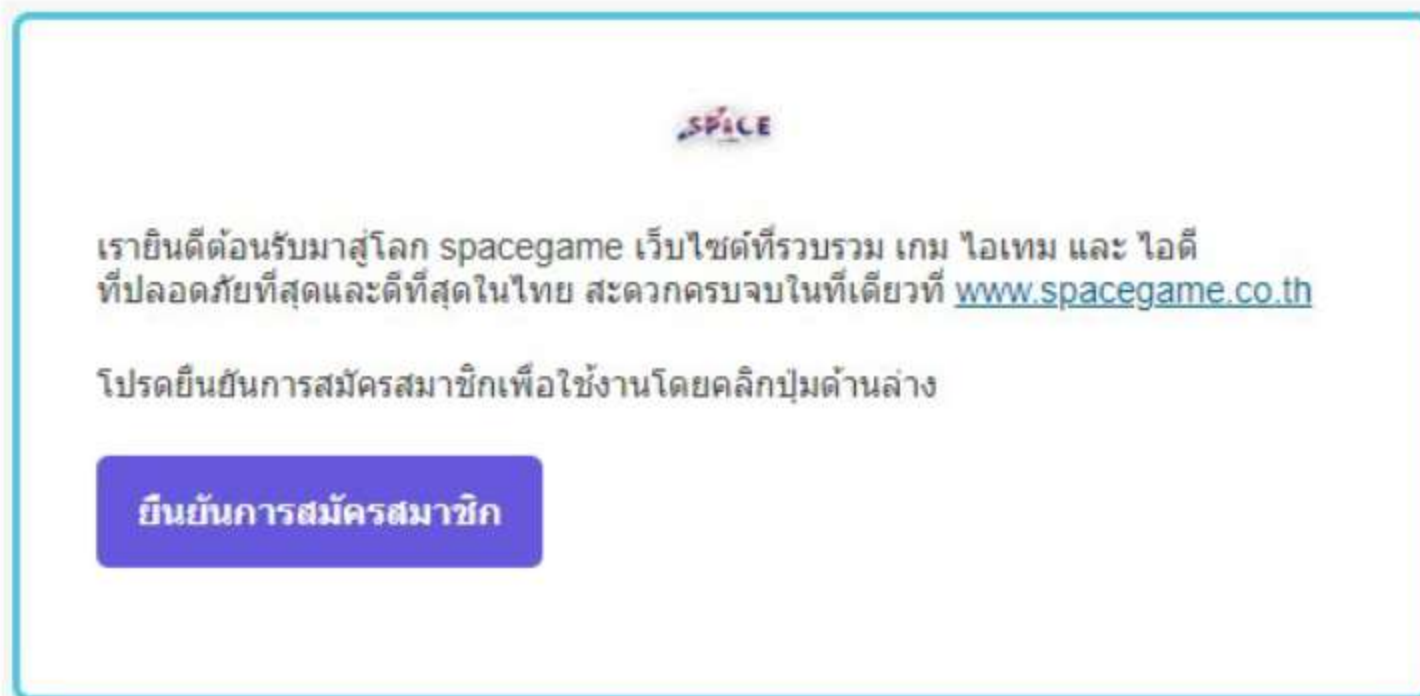 SPACE
เรายินดีต้อนรับมาสู่โลก spacegame เว็บไซต์ที่รวบรวม เกม ไอเทม และ ไอดี
ที่ปลอดภัยที่สุดและดีที่สุดในไทย สะดวกครบจบในที่เดียวที่ www.spacegame.co.th
โปรดยืนยันการสมัครสมาชิกเพื่อใช้งานโดยคลิกปุ่มด้านล่าง
ยืนยันการสมัครสมาชิก